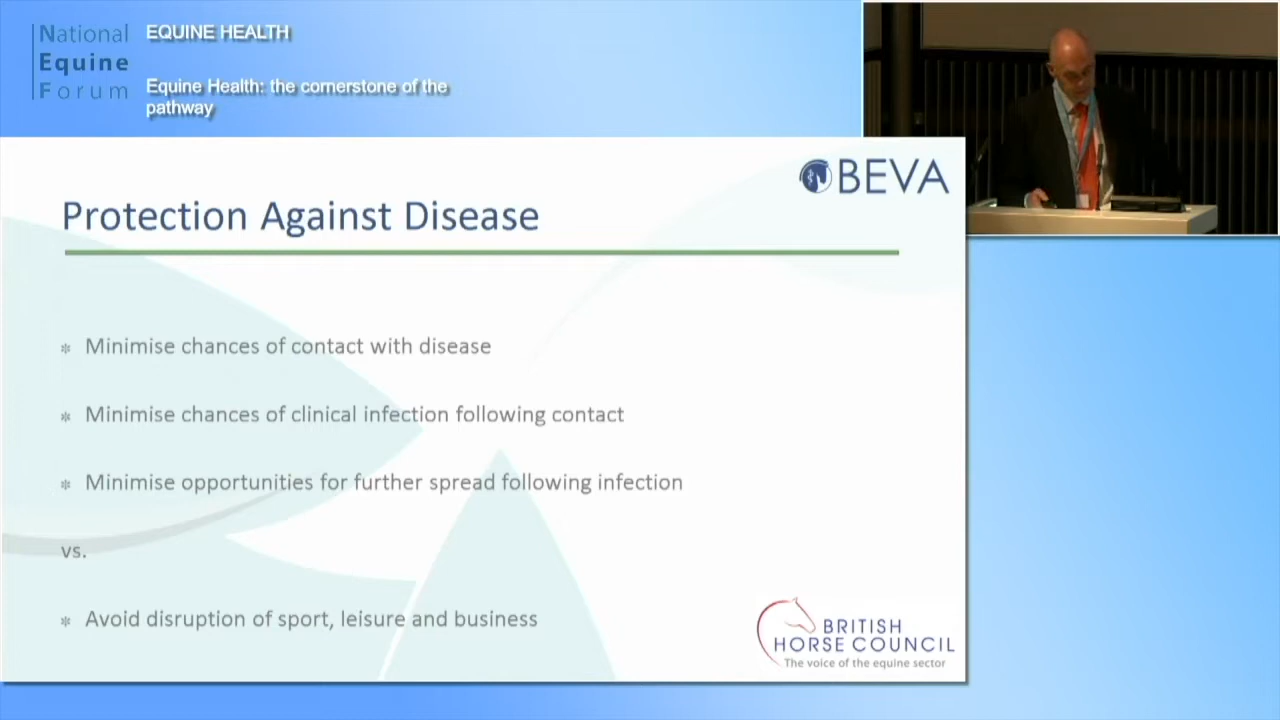 National
Equine
Forum
EQUINE HEALTH
Equine Health: the cornerstone of the
pathway
BEVA
Protection Against Disease
* Minimise chances of contact with disease
* Minimise chances of clinical infection following contact
* Minimise opportunities for further spread following infection
vs.
* Avoid disruption of sport, leisure and business
BRITISH
HORSE COUNCIL
The voice of the equine sector